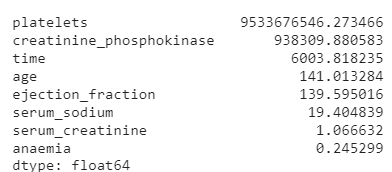 platelets 9533676546.273466
creatinine_phosphokinase 938309.880583
time 6003.818235
age 141.013284
ejection_fraction 139.595016
serum_sodium 19.404839
serum_creatinine 1.066632
anaemia 0.245299
dtype: float64